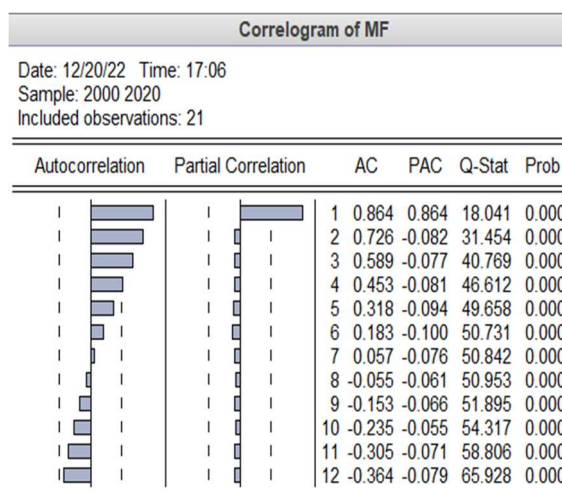 Correlogram of MF
Date: 12/20/22 Time: 17:06
Sample: 2000 2020
Included observations: 21
Autocorrelation Partial Correlation AC PAC Q-Stat Prob
1 0.864 0.864 18.041 0.000
2 0.726 -0.082 31.454 0.000
3 0.589 -0.077 40.769 0.000
4 0.453 -0.081 46.612 0.000
5 0.318 -0.094 49.658 0.000
6 0.183 -0.100 50.731 0.000
7 0.057 -0.076 50.842 0.000
8 -0.055 -0.061 50.953 0.000
9 -0.153 -0.066 51.895 0.000
10 -0.235 -0.055 54.317 0.000
11 -0.305 -0.071 58.806 0.000
12 -0.364 -0.079 65.928 0.000